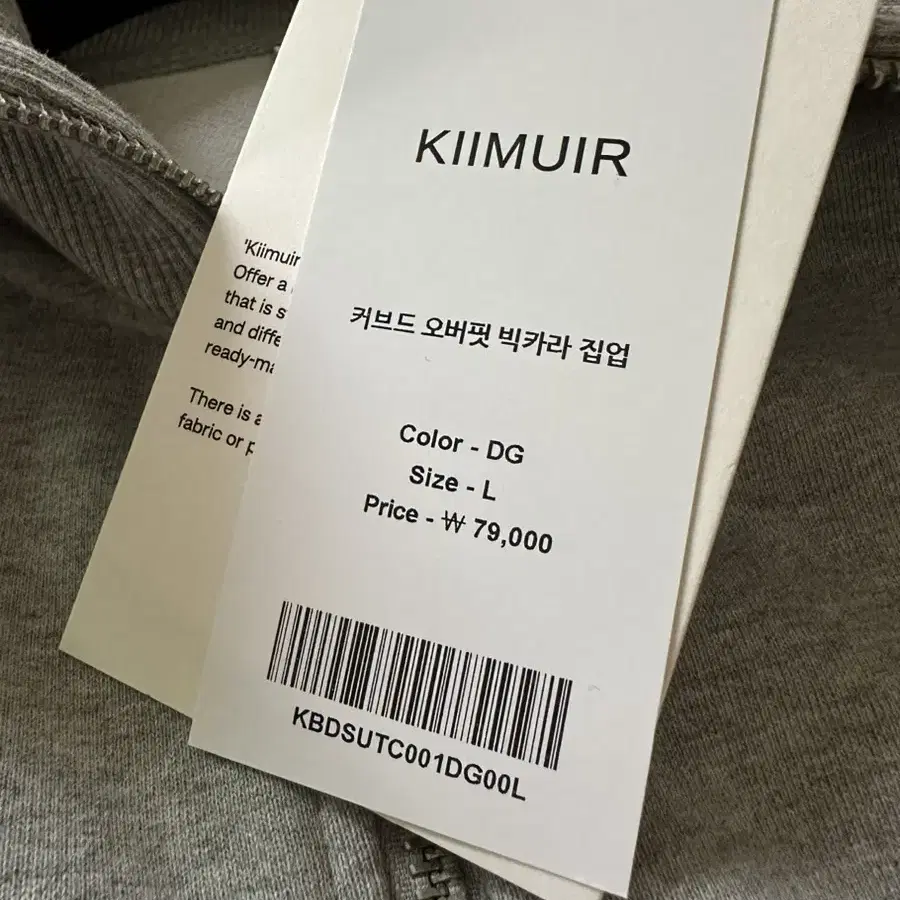 KIIMUIR
커브드 오버핏 빅카라 집업
Color - DG
Size - L
Price - ₩ 79,000
KBDSUTC001DG00L
'Kiimuir
Offer a
that is s
and diffe
ready-ma
There is a
fabric or p